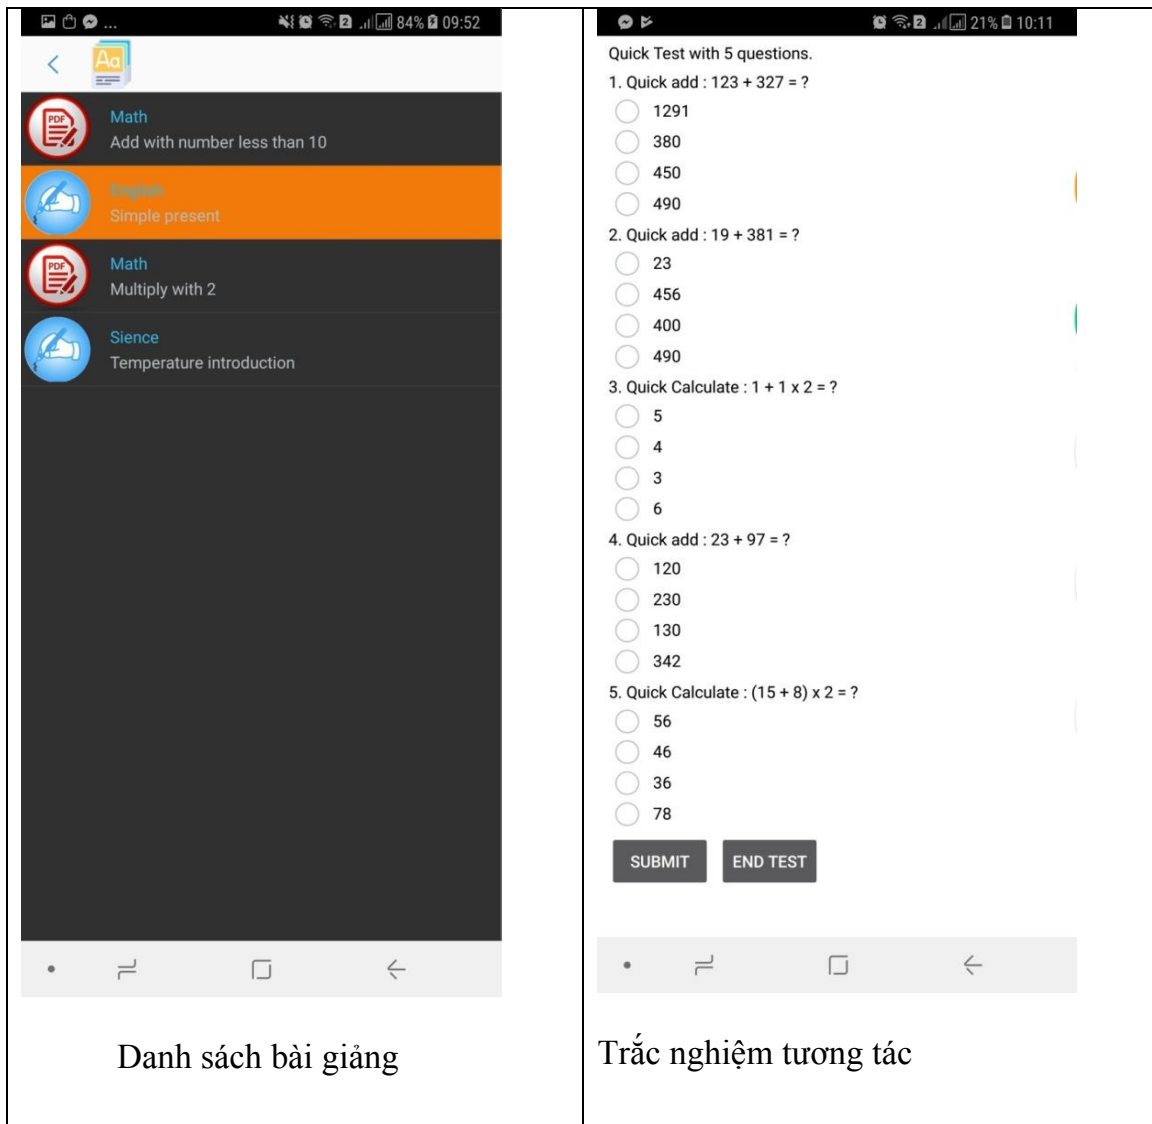 ... 84% 09:52
Aa
PDF
Math
Add with number less than 10
English
Simple present
PDF
Math
Multiply with 2
Sience
Temperature introduction
Danh sách bài giảng
2 21% 10:11
Quick Test with 5 questions.
1. Quick add : 123 + 327 = ?
1291
380
450
490
2. Quick add : 19 + 381 = ?
23
456
400
490
3. Quick Calculate : 1 + 1 x 2 = ?
5
4
3
6
4. Quick add : 23 + 97 = ?
120
230
130
342
5. Quick Calculate : (15 + 8) x 2 = ?
56
46
36
78
SUBMIT END TEST
Trắc nghiệm tương tác